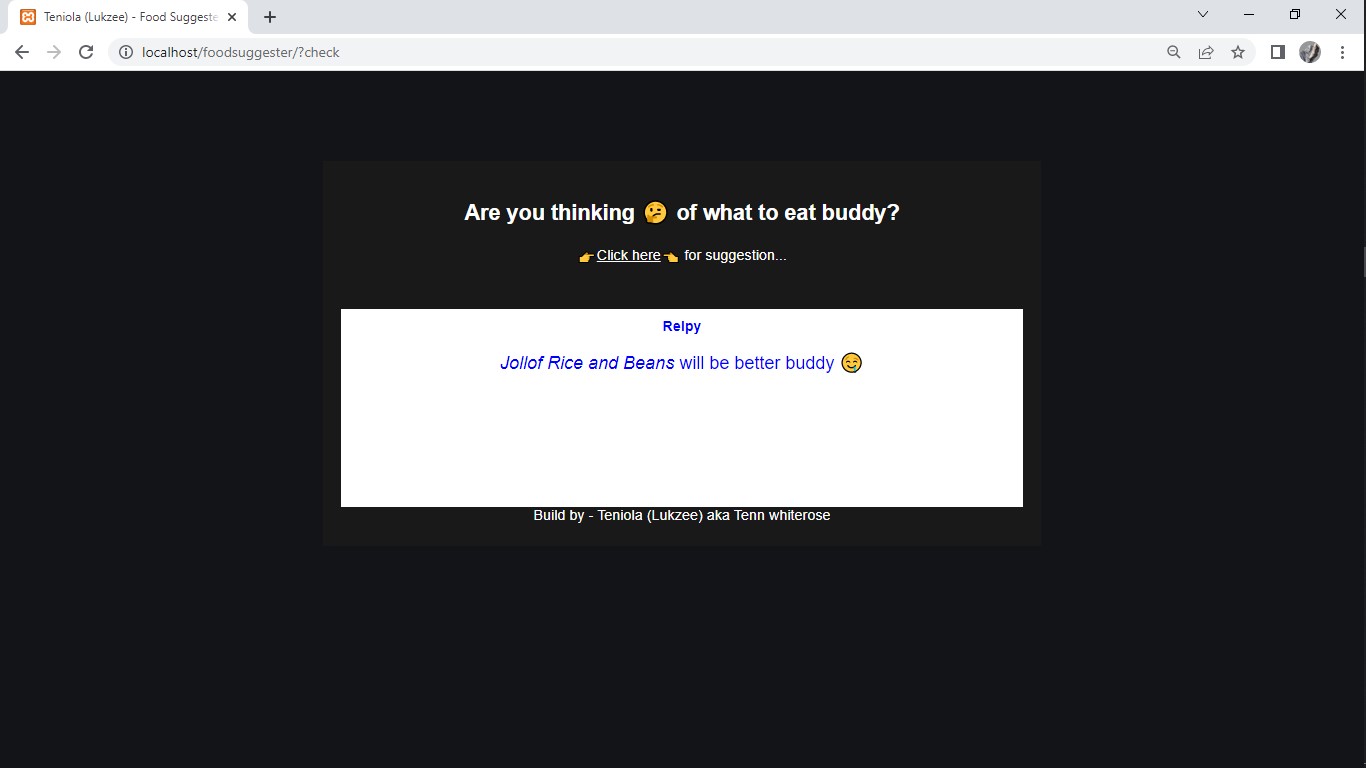 Teniola (Lukzee) - Food Suggeste
localhost/foodsuggester/?check
Are you thinking 🤔 of what to eat buddy?
👉Click here👈 for suggestion...
Relpy
Jollof Rice and Beans will be better buddy 🤤
Build by - Teniola (Lukzee) aka Tenn whiterose